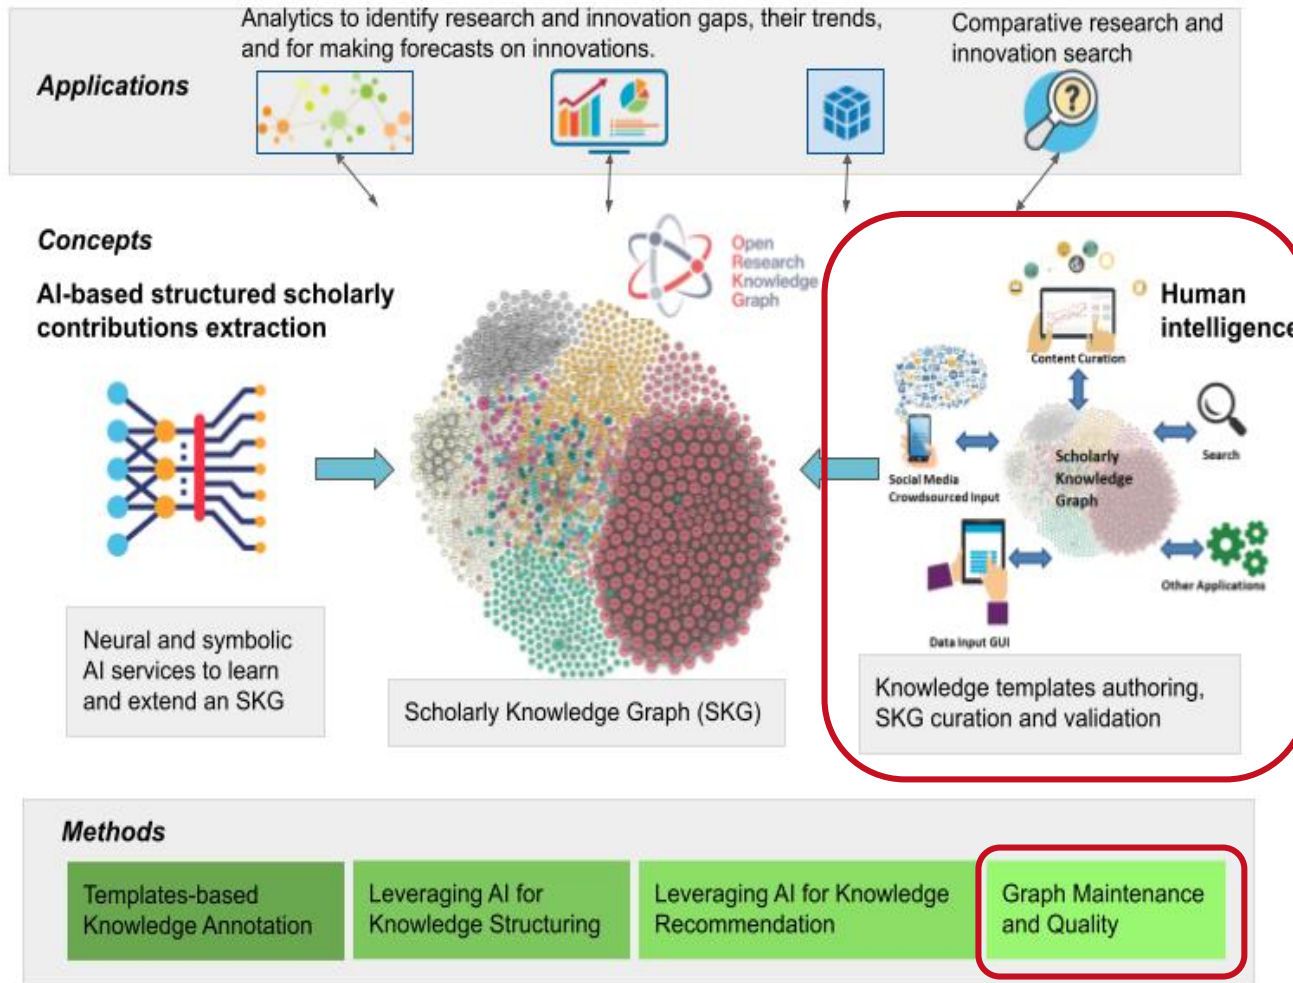 Analytics to identify research and innovation gaps, their trends,
and for making forecasts on innovations.
Comparative research and
innovation search
Applications
?
Concepts
AI-based structured scholarly
contributions extraction
Open
Research
Knowledge
Graph
Human
intelligence
Content Curation
Social Media
Crowdsourced Input
Scholarly
Knowledge
Graph
Search
Other Applications
Data Input GUI
Neural and symbolic
AI services to learn
and extend an SKG
Scholarly Knowledge Graph (SKG)
Knowledge templates authoring,
SKG curation and validation
Methods
Templates-based
Knowledge Annotation
Leveraging AI for
Knowledge Structuring
Leveraging AI for Knowledge
Recommendation
Graph Maintenance
and Quality